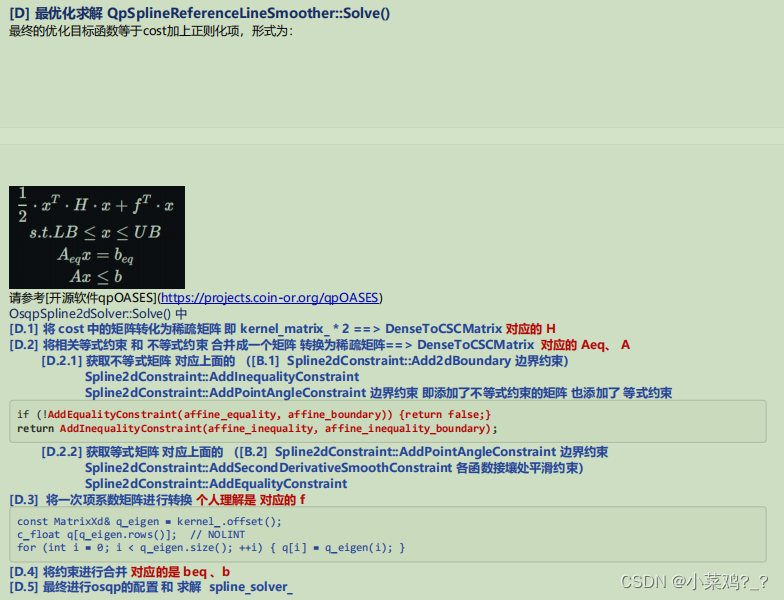 [D] 最优化求解 QpSplineReferenceLineSmoother::Solve()
最终的优化目标函数等于cost加上正则化项，形式为：
1/2 · x^T · H · x + f^T · x
s.t.LB ≤ x ≤ UB
A_eq x = b_eq
Ax ≤ b
请参考[开源软件qpOASES](https://projects.coin-or.org/qpOASES)
OsqpSpline2dSolver::Solve() 中
[D.1] 将 cost 中的矩阵转化为稀疏矩阵 即 kernel_matrix_ * 2 ==> DenseToCSCMatrix 对应的 H
[D.2] 将相关等式约束 和 不等式约束 合并成一个矩阵 转换为稀疏矩阵==> DenseToCSCMatrix 对应的 Aeq、 A
[D.2.1] 获取不等式矩阵 对应上面的 （[B.1] Spline2dConstraint::Add2dBoundary 边界约束）
Spline2dConstraint::AddInequalityConstraint
Spline2dConstraint::AddPointAngleConstraint 边界约束 即添加了不等式约束的矩阵 也添加了 等式约束
if (!AddEqualityConstraint(affine_equality, affine_boundary)) {return false;}
return AddInequalityConstraint(affine_inequality, affine_inequality_boundary);
[D.2.2] 获取等式矩阵 对应上面的 （[B.2] Spline2dConstraint::AddPointAngleConstraint 边界约束
Spline2dConstraint::AddSecondDerivativeSmoothConstraint 各函数接壤处平滑约束）
Spline2dConstraint::AddEqualityConstraint
[D.3] 将一次项系数矩阵进行转换 个人理解是 对应的 f
const MatrixXd& q_eigen = kernel_.offset();
c_float q[q_eigen.rows()]; // NOLINT
for (int i = 0; i < q_eigen.size(); ++i) { q[i] = q_eigen(i); }
[D.4] 将约束进行合并 对应的是 beq 、b
[D.5] 最终进行osqp的配置 和 求解 spline_solver_
CSDN @小菜鸡?_?